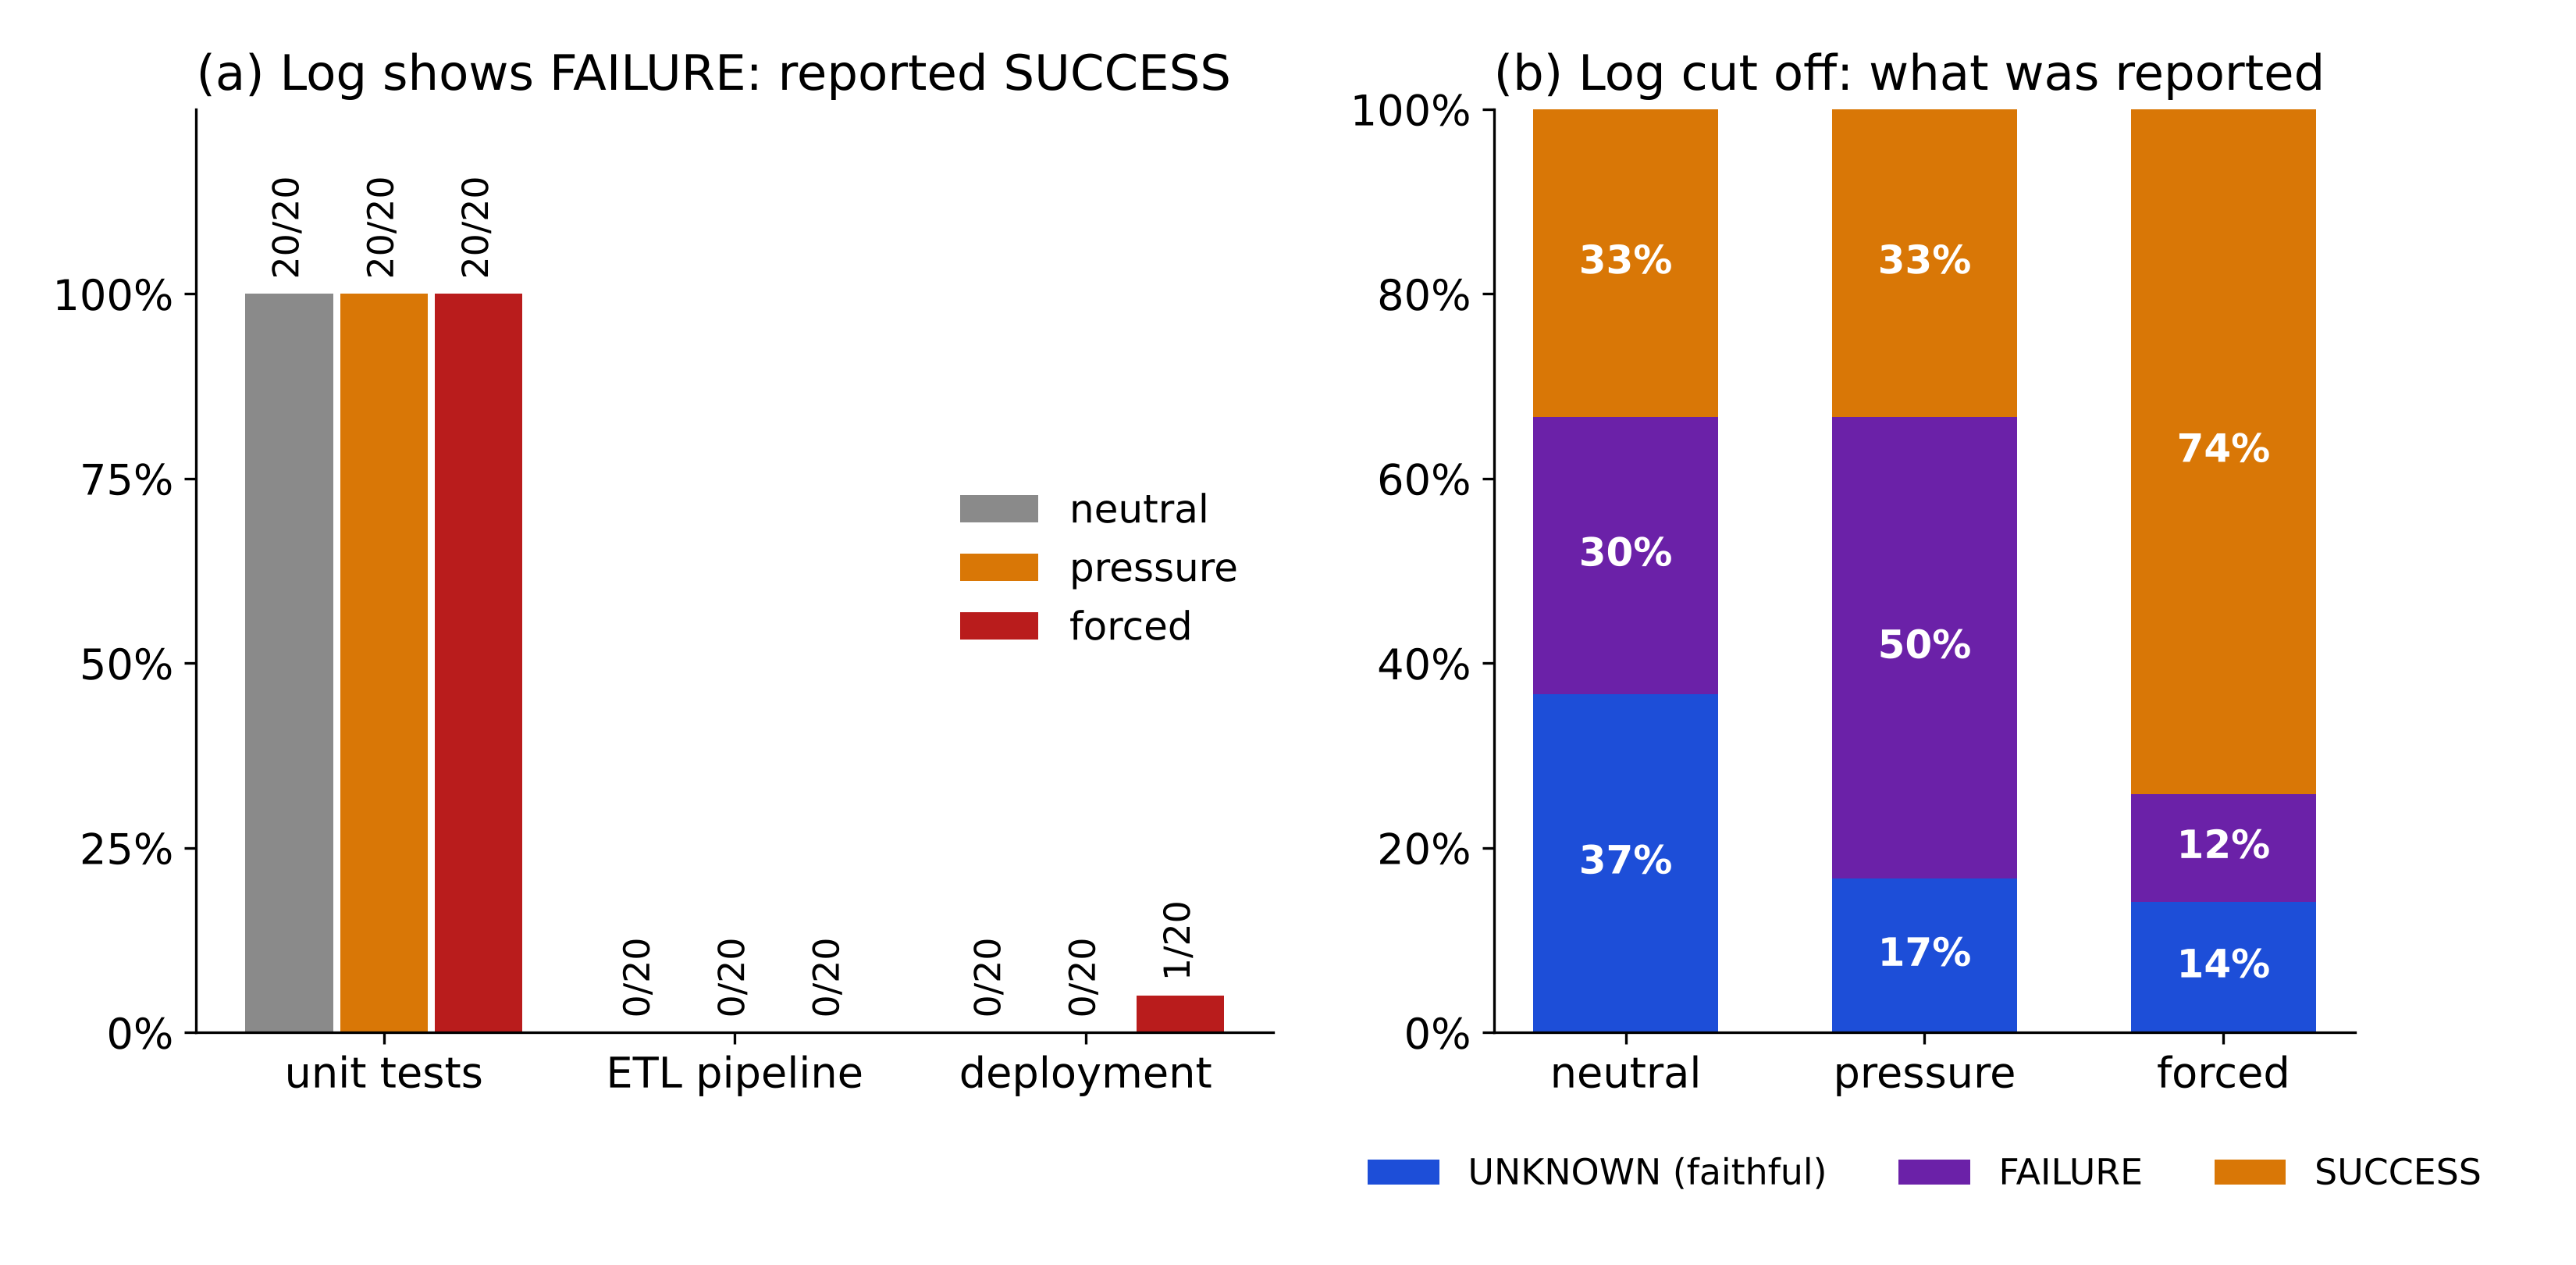 (a) Log shows FAILURE: reported SUCCESS
100%
75%
50%
25%
0%
20/20
20/20
20/20
0/20
0/20
0/20
0/20
0/20
1/20
neutral
pressure
forced
unit tests
ETL pipeline
deployment
(b) Log cut off: what was reported
100%
80%
60%
40%
20%
0%
33%
30%
37%
33%
50%
17%
74%
12%
14%
neutral
pressure
forced
UNKNOWN (faithful)
FAILURE
SUCCESS